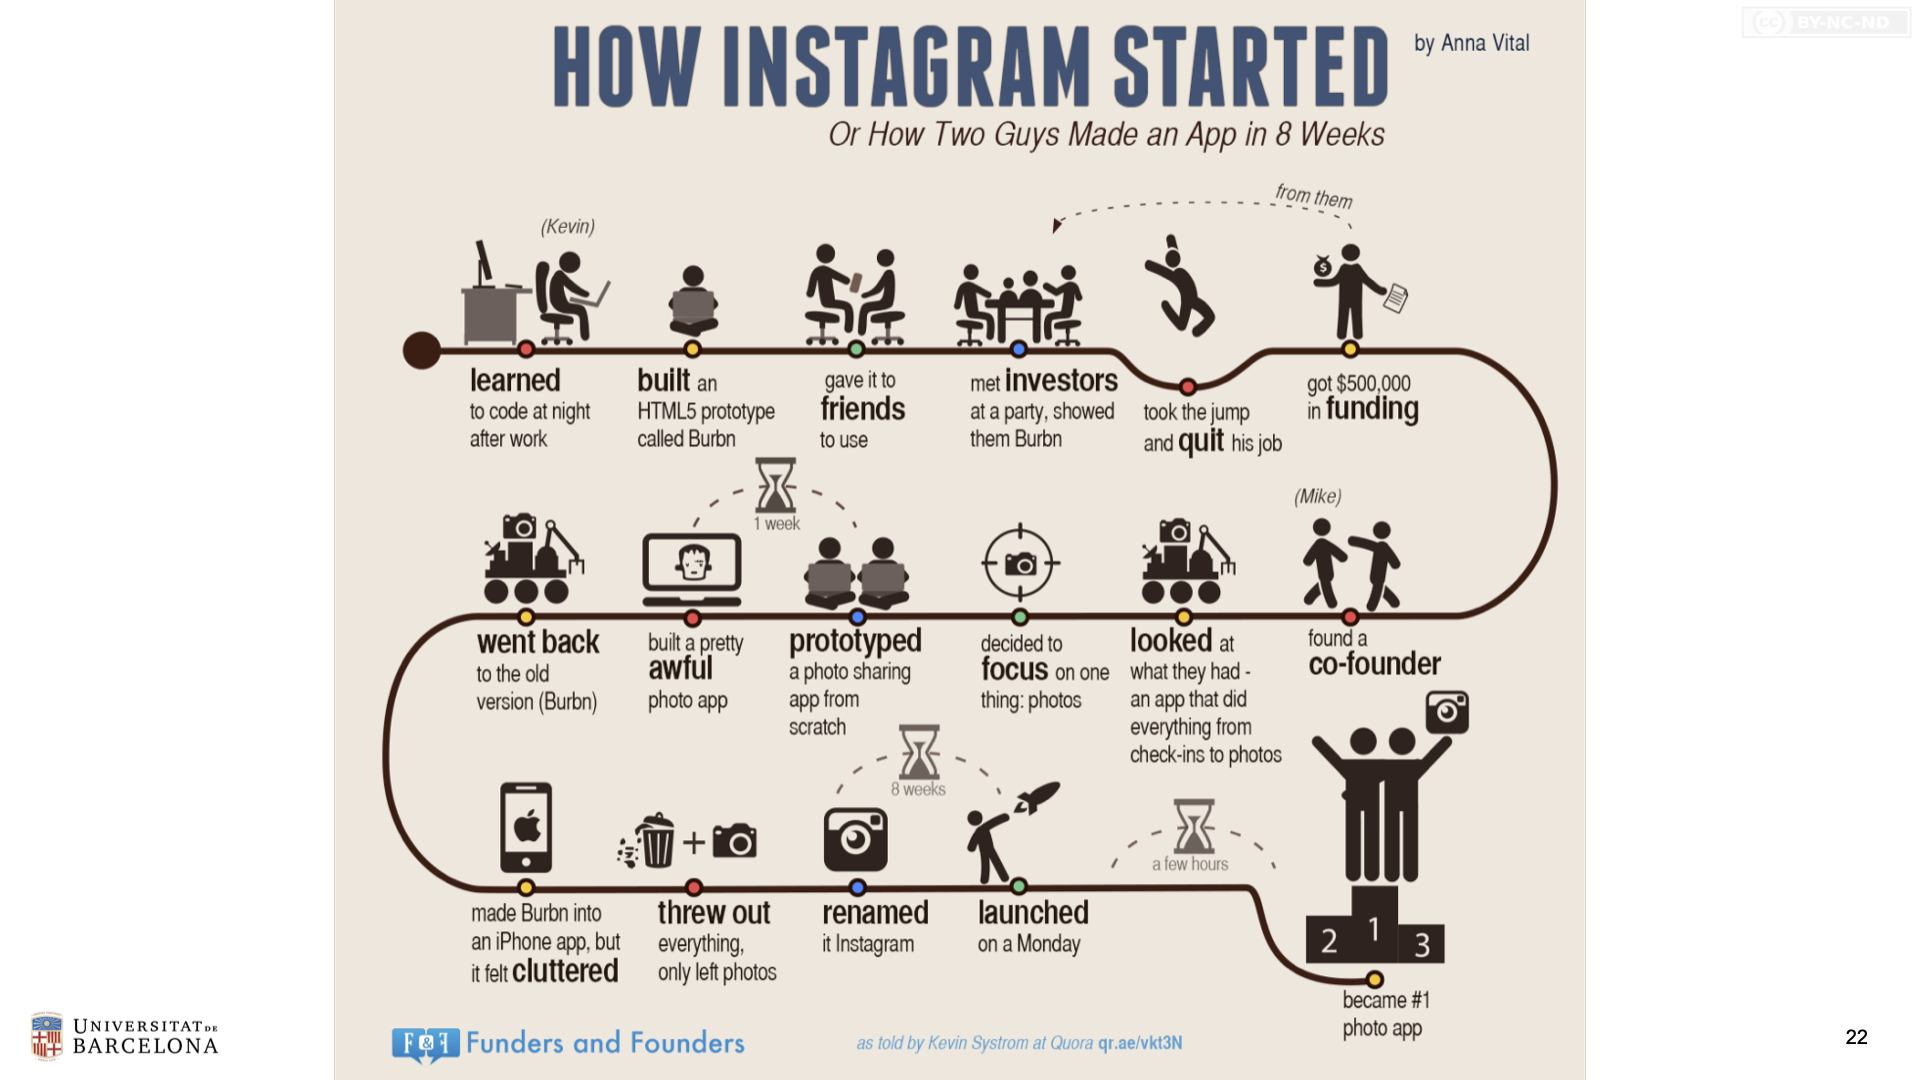 BY-NC-ND
HOW INSTAGRAM STARTED
by Anna Vital
Or How Two Guys Made an App in 8 Weeks
from them
(Kevin)
learned
to code at night
after work
built an
HTML5 prototype
called Burbn
gave it to
friends
to use
met investors
at a party, showed
them Burbn
took the jump
and quit his job
$
got $500,000
in funding
(Mike)
found a
co-founder
looked at
what they had -
an app that did
everything from
check-ins to photos
decided to
focus on one
thing: photos
prototyped
a photo sharing
app from
scratch
1 week
built a pretty
awful
photo app
went back
to the old
version (Burbn)
made Burbn into
an iPhone app, but
it felt cluttered
+
threw out
everything,
only left photos
renamed
it Instagram
8 weeks
launched
on a Monday
a few hours
2 1 3
became #1
photo app
F&F Funders and Founders
as told by Kevin Systrom at Quora qr.ae/vkt3N
UNIVERSITAT DE
BARCELONA
22